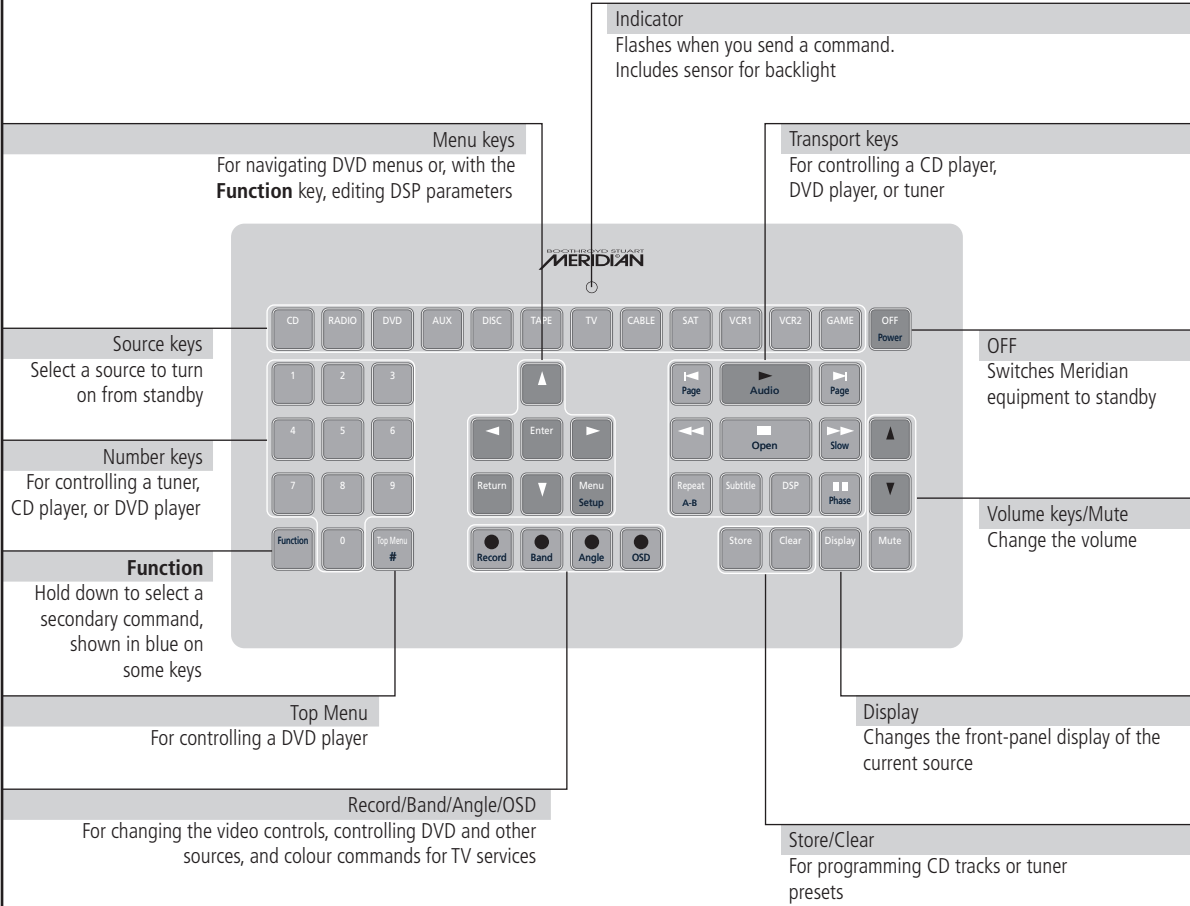 Indicator
Flashes when you send a command.
Includes sensor for backlight
Menu keys
For navigating DVD menus or, with the
Function key, editing DSP parameters
Transport keys
For controlling a CD player,
DVD player, or tuner
BOOTHROYD STUART
MERIDIAN
CD RADIO DVD AUX DISC TAPE TV CABLE SAT VCR1 VCR2 GAME OFF
Power
Source keys
Select a source to turn
on from standby
OFF
Switches Meridian
equipment to standby
1 2 3
Page Audio Page
4 5 6 Enter
Open Slow
Number keys
For controlling a tuner,
CD player, or DVD player
7 8 9 Return Menu Repeat Subtitle DSP
Setup A-B Phase
Volume keys/Mute
Change the volume
Function 0 Top Menu
#
Record Band Angle OSD
Store Clear Display Mute
Function
Hold down to select a
secondary command,
shown in blue on
some keys
Top Menu
For controlling a DVD player
Display
Changes the front-panel display of the
current source
Record/Band/Angle/OSD
For changing the video controls, controlling DVD and other
sources, and colour commands for TV services
Store/Clear
For programming CD tracks or tuner
presets